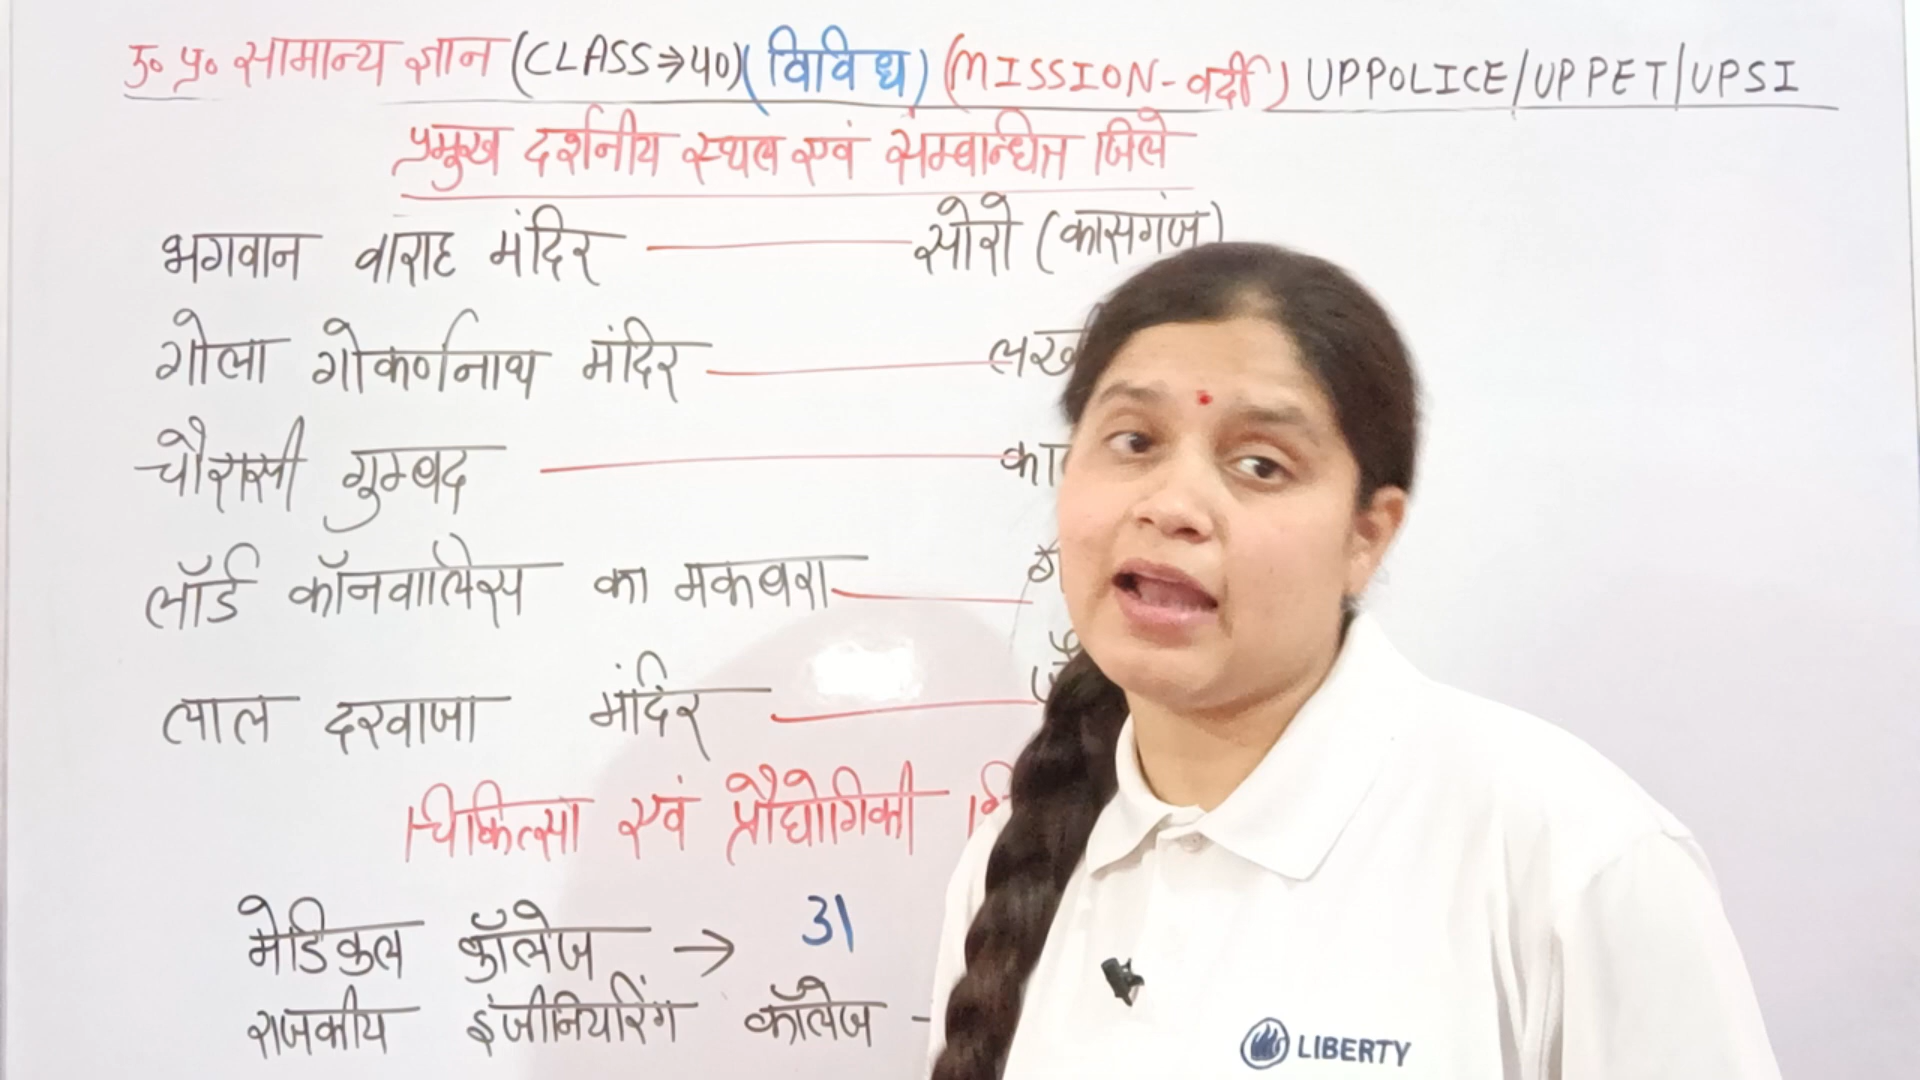 उ० प्र० सामान्य ज्ञान (CLASS→40) (विविध) (MISSION-वर्दी) UPPOLICE/UPPET/UPSI
प्रमुख दर्शनीय स्थल एवं सम्बन्धित जिले
भगवान वाराह मंदिर — सोरों (कासगंज)
गोला गोकर्णनाथ मंदिर —
चौरासी गुम्बद —
लॉर्ड कॉनवालिस का मकबरा —
लाल दरवाजा मंदिर —
चिकित्सा एवं प्रौद्योगिकी
मेडिकल कॉलेज → 31
राजकीय इंजीनियरिंग कॉलेज -
LIBERTY